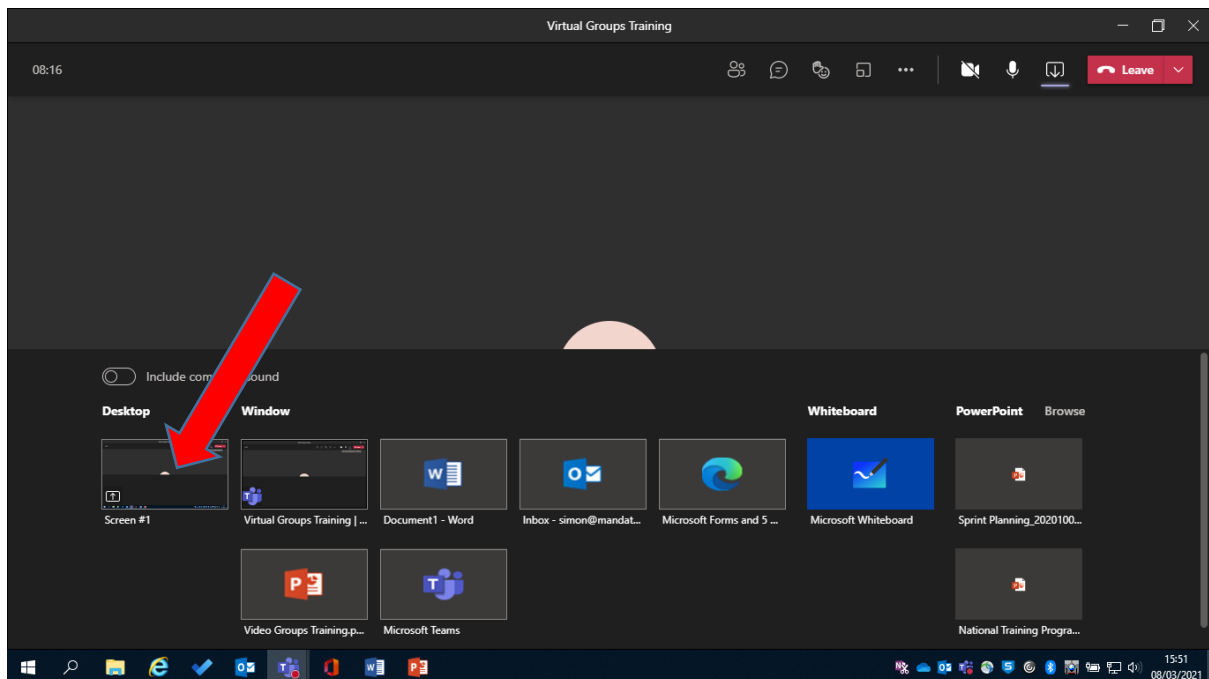 Virtual Groups Training
08:16
Leave
Include com ound
Desktop Window Whiteboard PowerPoint Browse
Screen #1 Virtual Groups Training | ... Document1 - Word Inbox - simon@mandat... Microsoft Forms and 5 ... Microsoft Whiteboard Sprint Planning_2020100...
Video Groups Training.p... Microsoft Teams National Training Progra...
15:51
08/03/2021